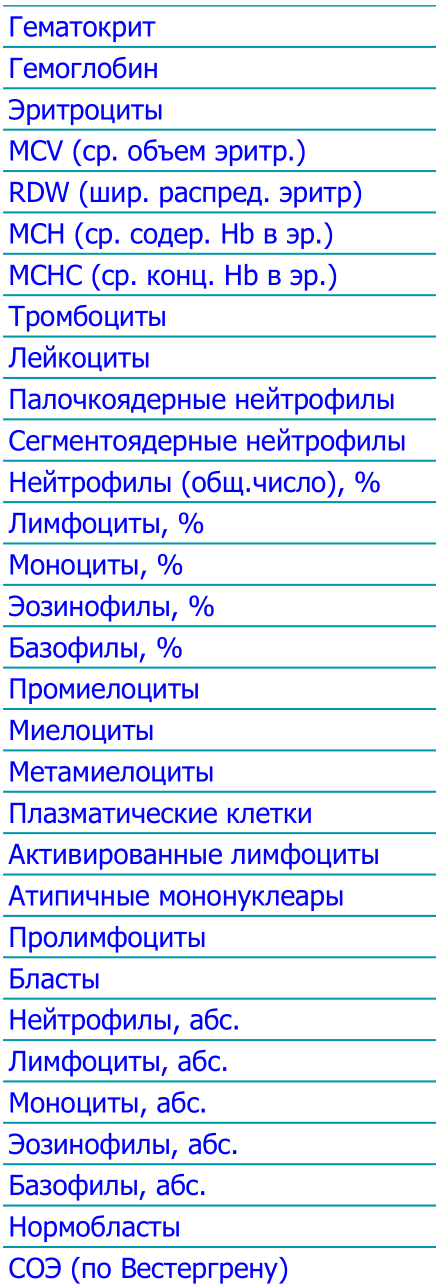 Гематокрит
Гемоглобин
Эритроциты
MCV (ср. объем эритр.)
RDW (шир. распред. эритр)
MCH (ср. содер. Hb в эр.)
MCHC (ср. конц. Hb в эр.)
Тромбоциты
Лейкоциты
Палочкоядерные нейтрофилы
Сегментоядерные нейтрофилы
Нейтрофилы (общ.число), %
Лимфоциты, %
Моноциты, %
Эозинофилы, %
Базофилы, %
Промиелоциты
Миелоциты
Метамиелоциты
Плазматические клетки
Активированные лимфоциты
Атипичные мононуклеары
Пролимфоциты
Бласты
Нейтрофилы, абс.
Лимфоциты, абс.
Моноциты, абс.
Эозинофилы, абс.
Базофилы, абс.
Нормобласты
СОЭ (по Вестергрену)